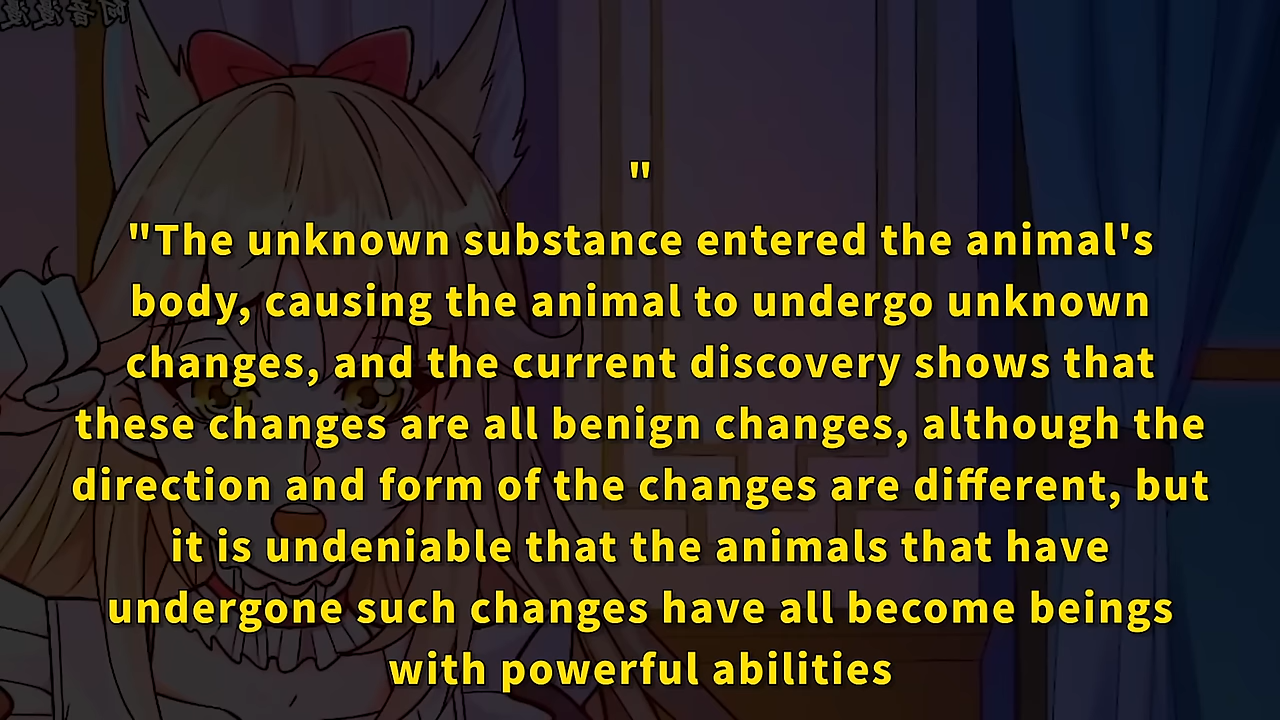 "
"The unknown substance entered the animal's
body, causing the animal to undergo unknown
changes, and the current discovery shows that
these changes are all benign changes, although the
direction and form of the changes are different, but
it is undeniable that the animals that have
undergone such changes have all become beings
with powerful abilities